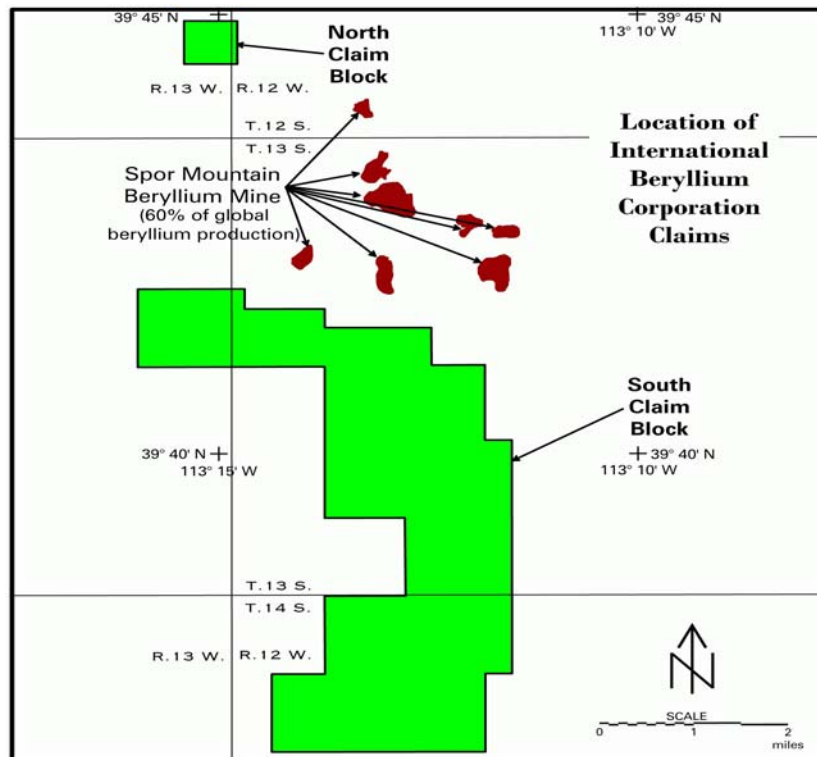 39° 45' N
39° 45' N
113° 10' W
North
Claim
Block
R.13 W.
R.12 W.
T.12 S.
T.13 S.
Location of
International
Beryllium
Corporation
Claims
Spor Mountain
Beryllium Mine
(60% of global
beryllium production)
South
Claim
Block
39° 40' N
113° 15' W
39° 40' N
113° 10' W
T.13 S.
T.14 S.
R.13 W.
R.12 W.
N
SCALE
0 1 2
miles